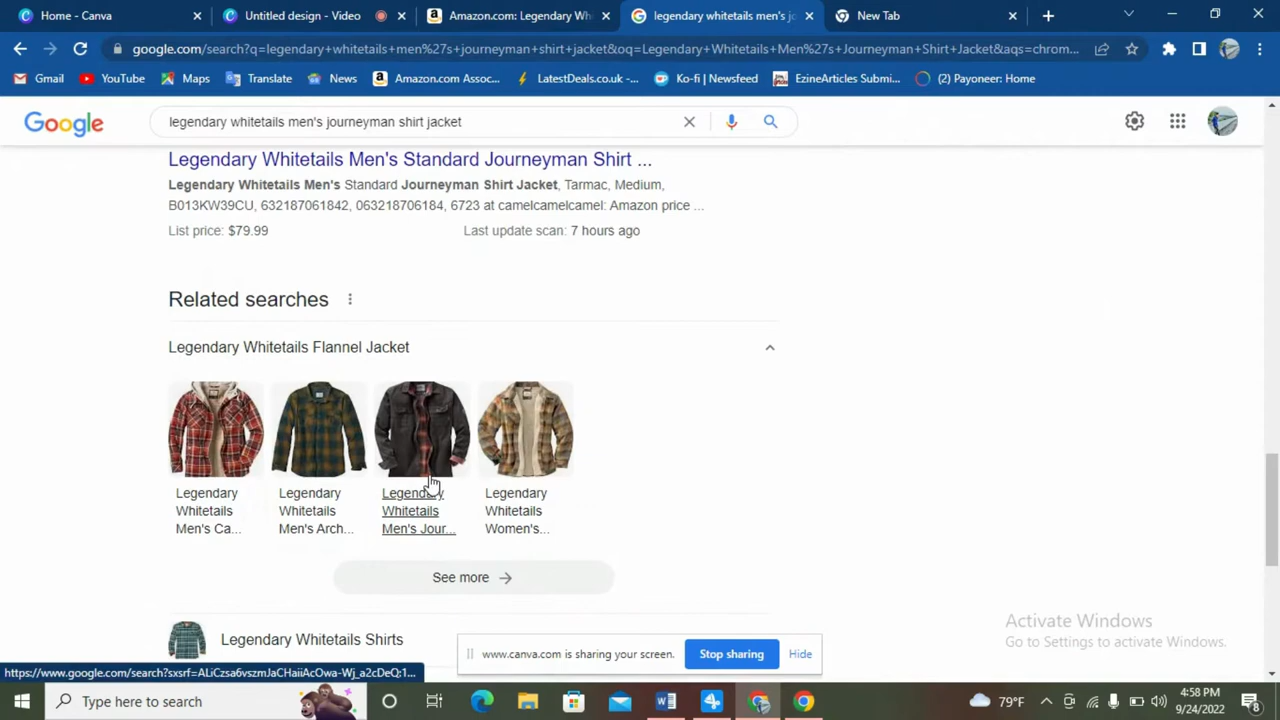 Home - Canva
Untitled design - Video
Amazon.com: Legendary Wh
legendary whitetails men's jo
New Tab
google.com/search?q=legendary+whitetails+men%27s+journeyman+shirt+jacket&oq=Legendary+Whitetails+Men%27s+Journeyman+Shirt+Jacket&aqs=chrom...
Gmail
YouTube
Maps
Translate
News
Amazon.com Assoc...
LatestDeals.co.uk -...
Ko-fi | Newsfeed
EzineArticles Submi...
(2) Payoneer: Home
Google
legendary whitetails men's journeyman shirt jacket
Legendary Whitetails Men's Standard Journeyman Shirt ...
Legendary Whitetails Men's Standard Journeyman Shirt Jacket, Tarmac, Medium,
B013KW39CU, 632187061842, 063218706184, 6723 at camelcamelcamel: Amazon price ...
List price: $79.99
Last update scan: 7 hours ago
Related searches
Legendary Whitetails Flannel Jacket
Legendary
Whitetails
Men's Ca...
Legendary
Whitetails
Men's Arch...
Legendary
Whitetails
Men's Jour...
Legendary
Whitetails
Women's...
See more
Legendary Whitetails Shirts
Activate Windows
Go to Settings to activate Windows.
www.canva.com is sharing your screen.
Stop sharing
Hide
https://www.google.com/search?sxsrf=ALiCzsa6vszmJaCHaiiAcOwa-Wj_a2cDeQ:1...
Type here to search
79°F
4:58 PM
9/24/2022
8